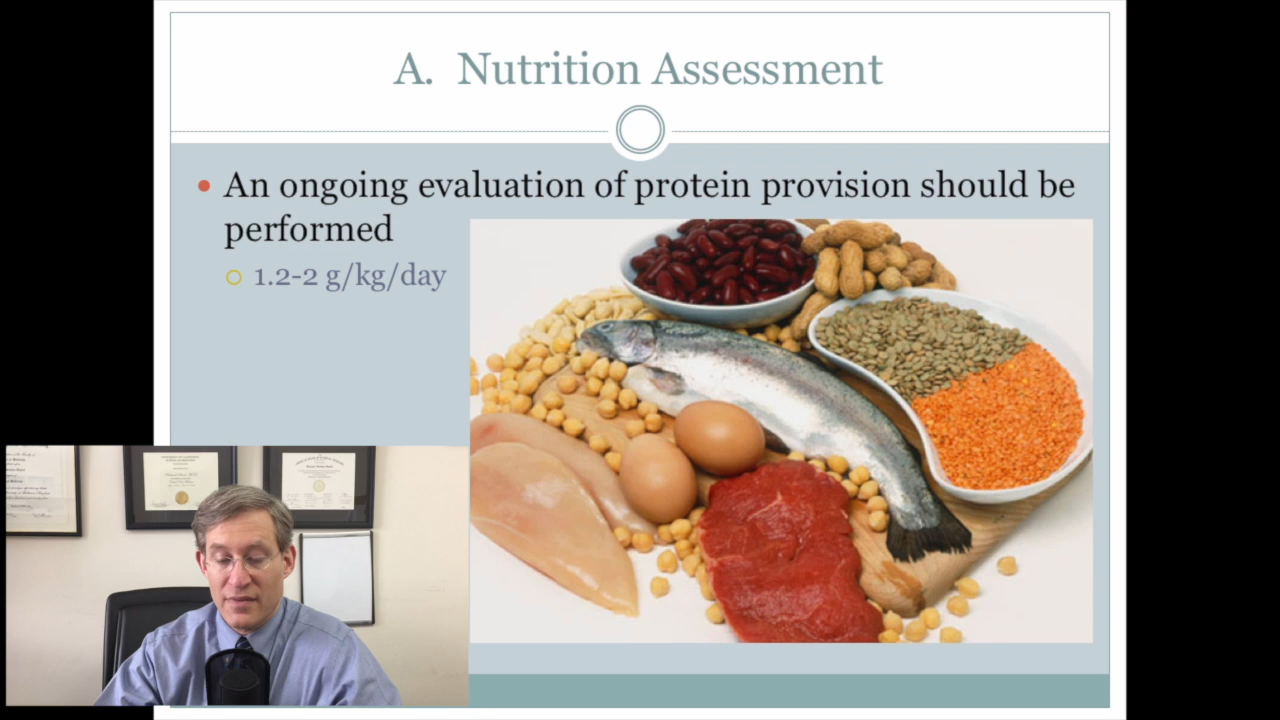 A. Nutrition Assessment
An ongoing evaluation of protein provision should be
performed
1.2-2 g/kg/day